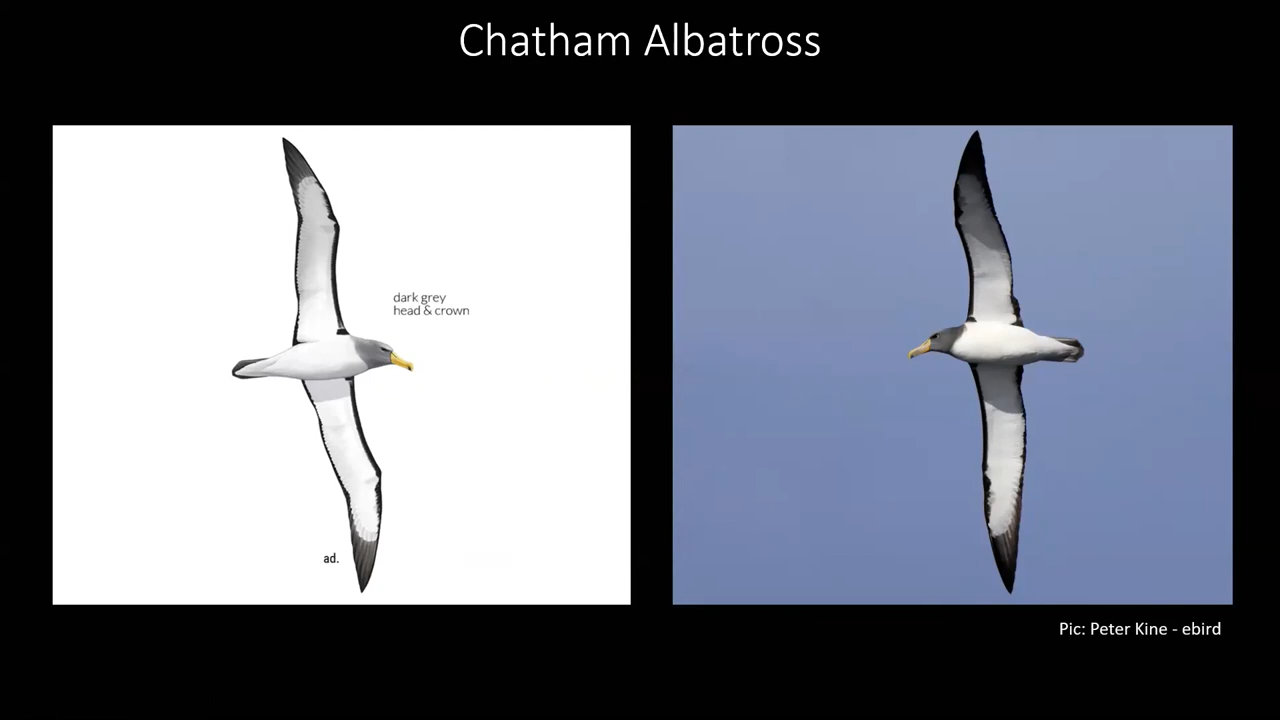 Chatham Albatross
dark grey
head & crown
ad.
Pic: Peter Kine - ebird